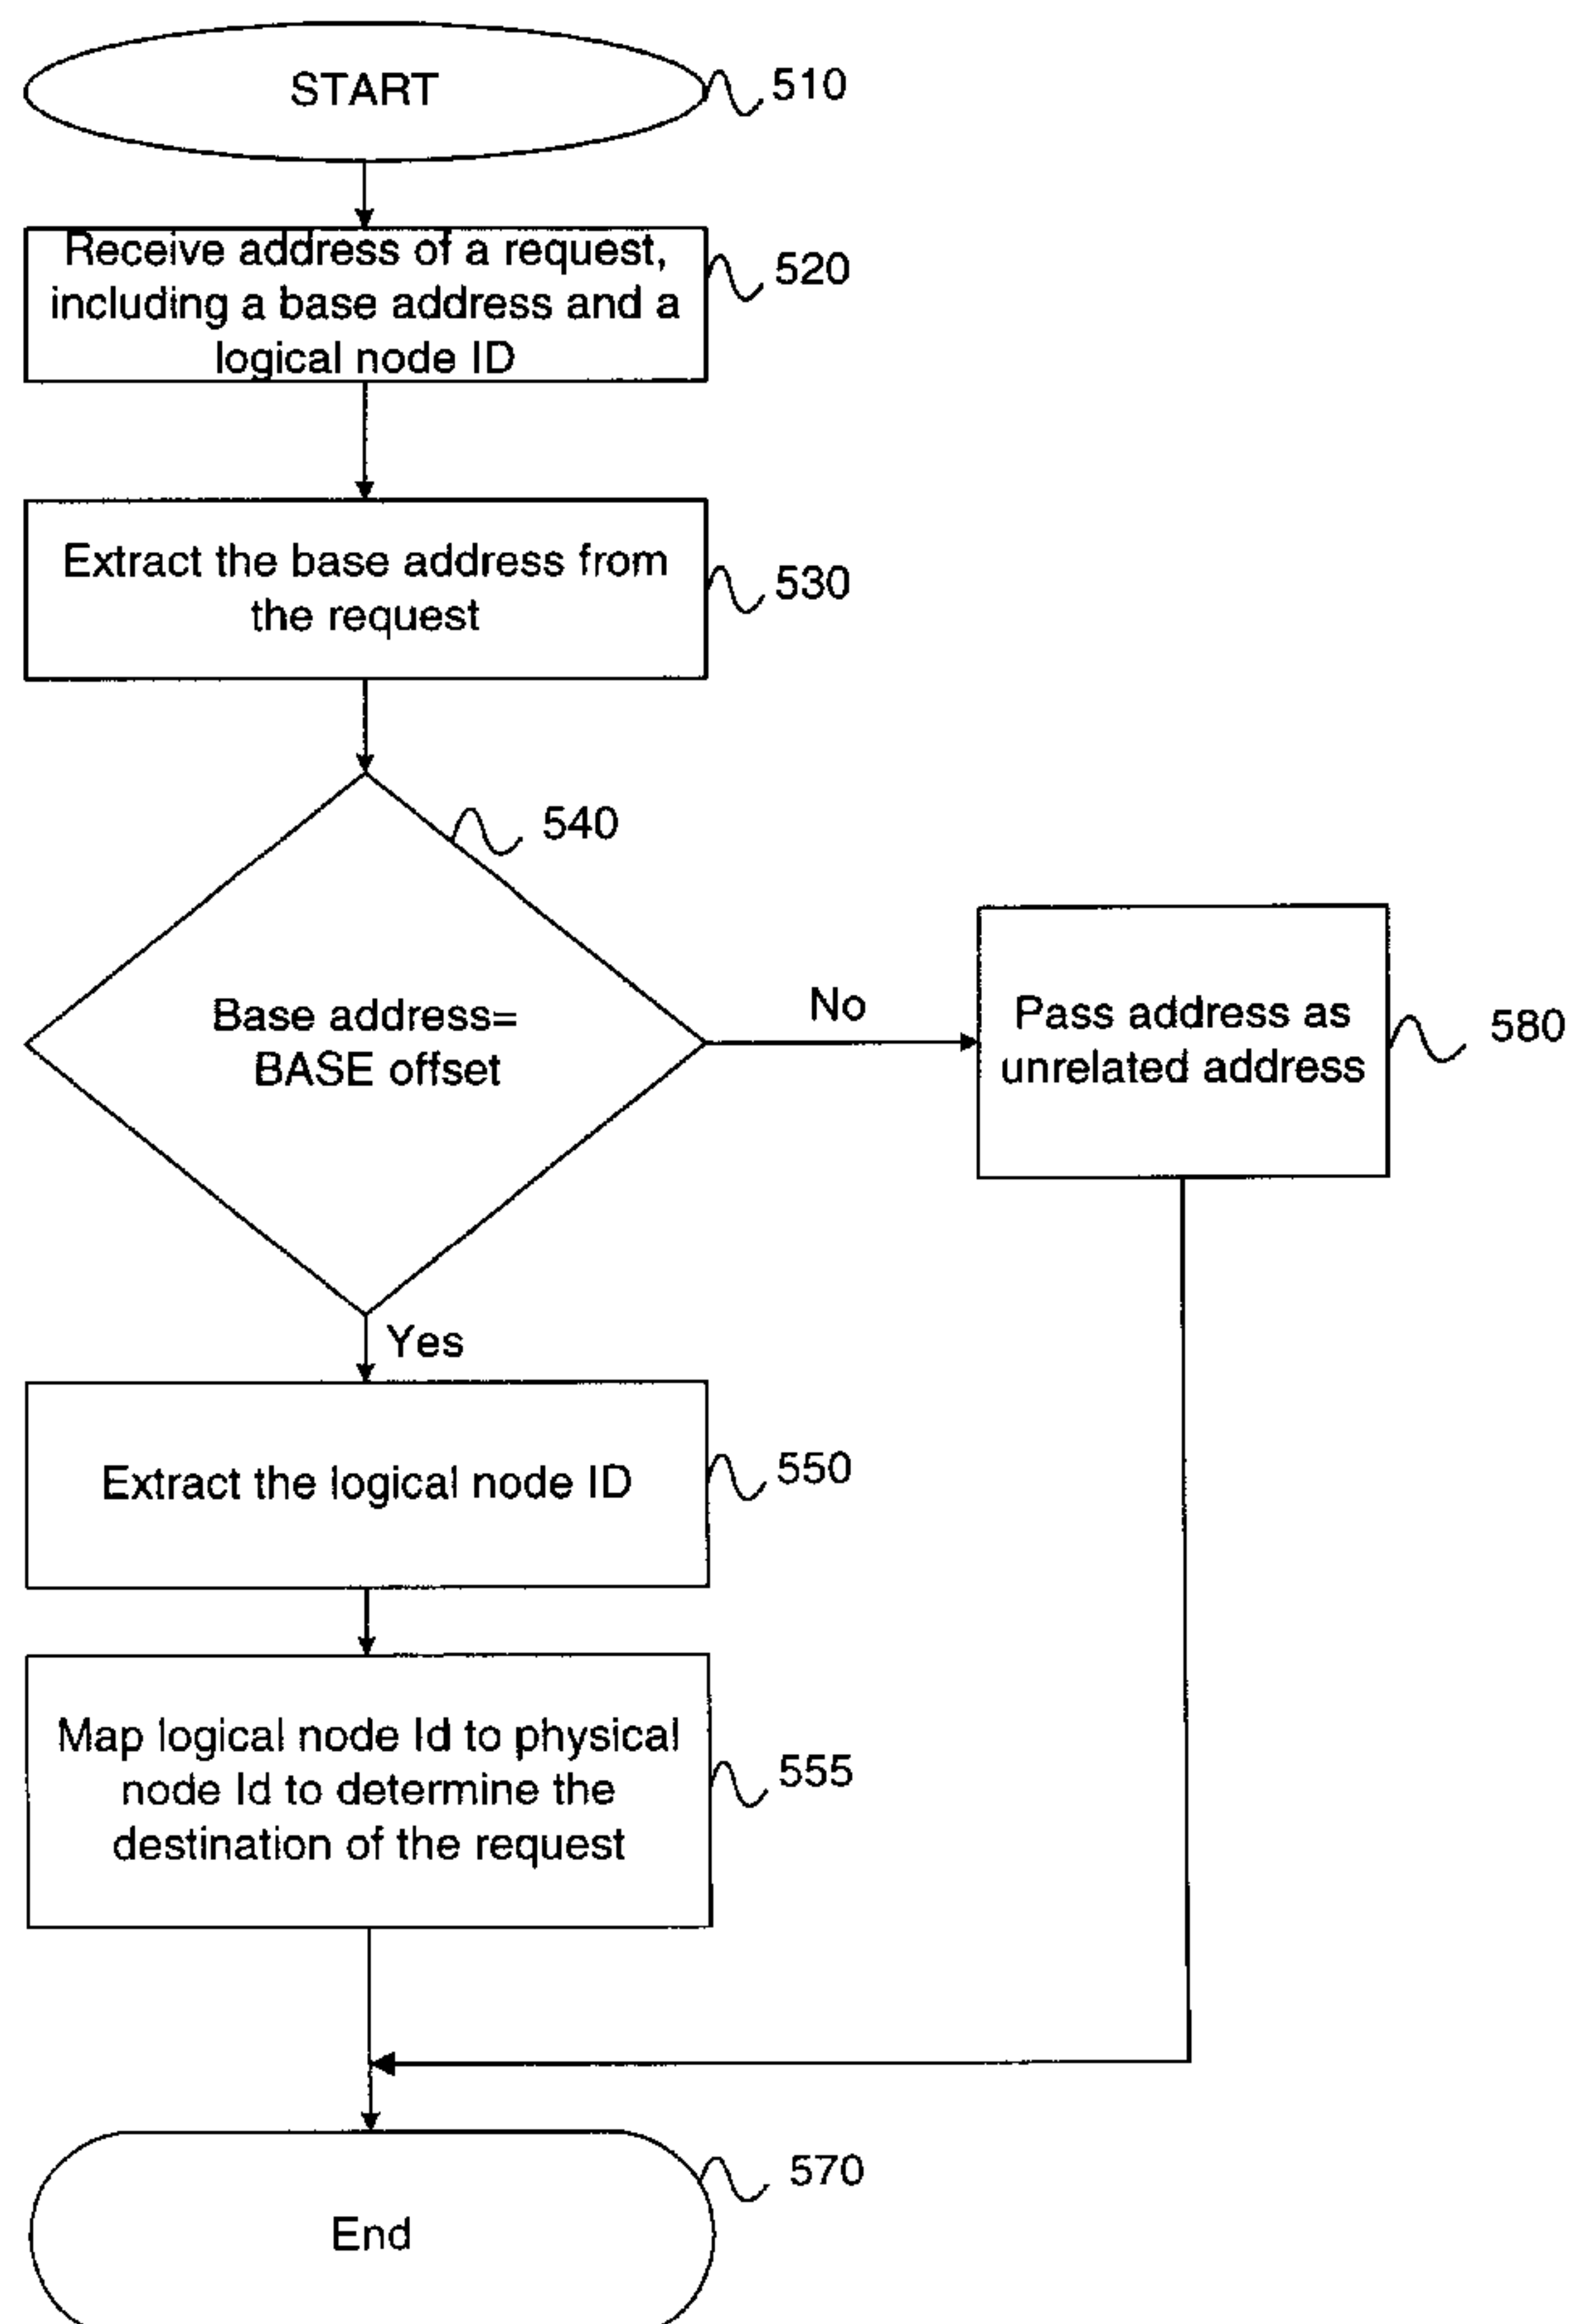 START
510
Receive address of a request,
including a base address and a
logical node ID
520
Extract the base address from
the request
530
540
Base address=
BASE offset
No
Pass address as
unrelated address
580
Yes
Extract the logical node ID
550
Map logical node Id to physical
node Id to determine the
destination of the request
555
570
End